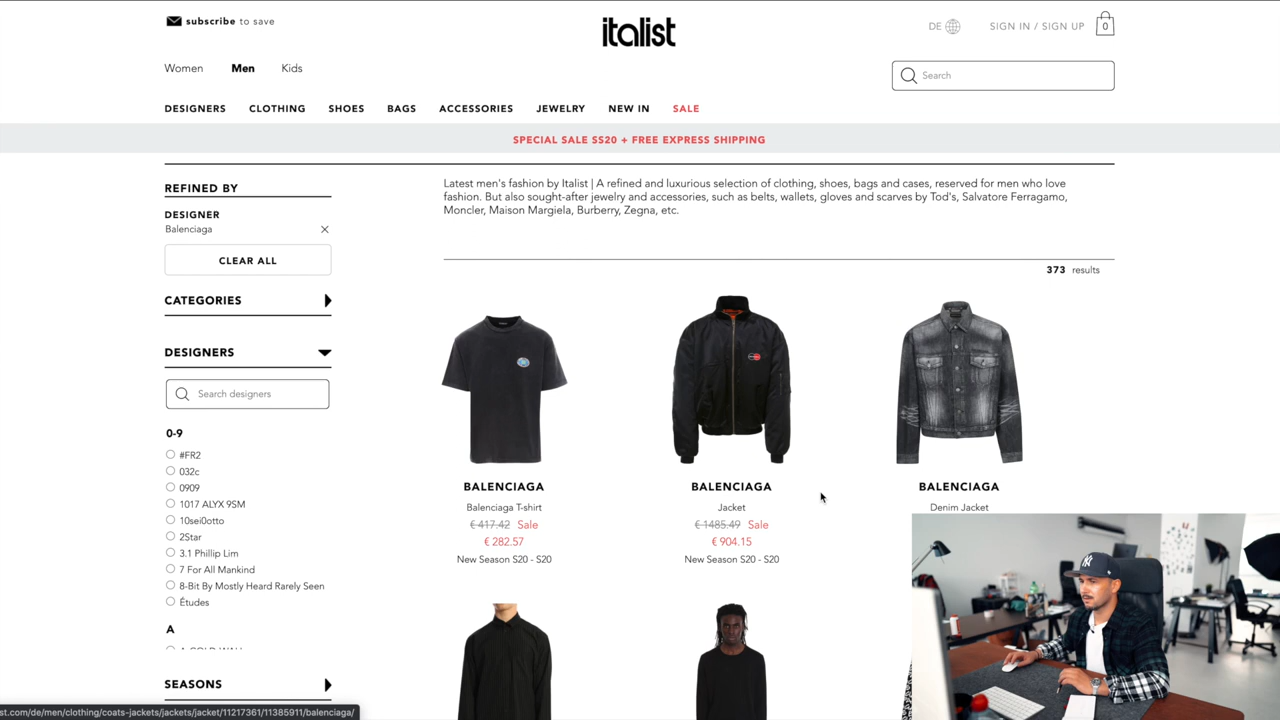 subscribe to save
italist
DE
SIGN IN / SIGN UP
0
Women
Men
Kids
Search
DESIGNERS
CLOTHING
SHOES
BAGS
ACCESSORIES
JEWELRY
NEW IN
SALE
SPECIAL SALE SS20 + FREE EXPRESS SHIPPING
REFINED BY
DESIGNER
Balenciaga
CLEAR ALL
CATEGORIES
DESIGNERS
Search designers
0-9
#FR2
032c
0909
1017 ALYX 9SM
10sei0otto
2Star
3.1 Phillip Lim
7 For All Mankind
8-Bit By Mostly Heard Rarely Seen
Études
A
SEASONS
Latest men's fashion by Italist | A refined and luxurious selection of clothing, shoes, bags and cases, reserved for men who love
fashion. But also sought-after jewelry and accessories, such as belts, wallets, gloves and scarves by Tod's, Salvatore Ferragamo,
Moncler, Maison Margiela, Burberry, Zegna, etc.
373 results
BALENCIAGA
Balenciaga T-shirt
€ 417.42 Sale
€ 282.57
New Season S20 - S20
BALENCIAGA
Jacket
€ 1485.49 Sale
€ 904.15
New Season S20 - S20
BALENCIAGA
Denim Jacket
st.com/de/men/clothing/coats-jackets/jackets/jacket/11217361/11385911/balenciaga/